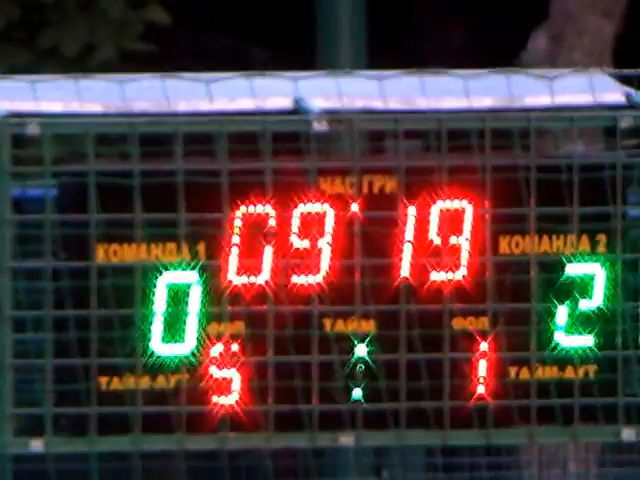 ЧАС ГРИ
09:19
КОМАНДА 1
КОМАНДА 2
0
2
ФОЛ
ТАЙМ
ФОЛ
5
1
ТАЙМ-АУТ
ТАЙМ-АУТ